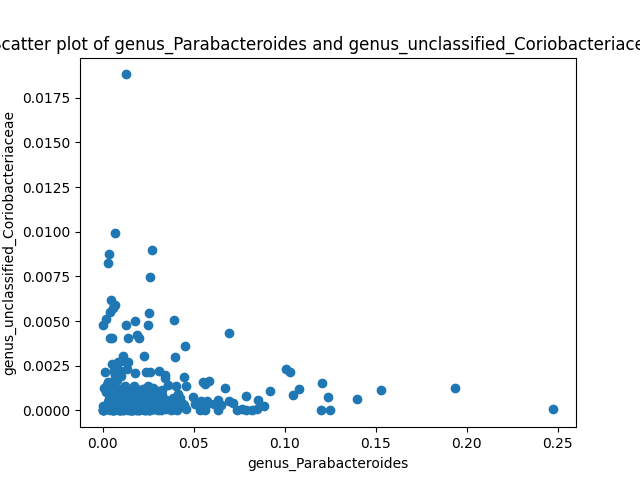 catter plot of genus_Parabacteroides and genus_unclassified_Coriobacteriace
0.0175
0.0150
0.0125
0.0100
0.0075
0.0050
0.0025
0.0000
genus_unclassified_Coriobacteriaceae
0.00 0.05 0.10 0.15 0.20 0.25
genus_Parabacteroides